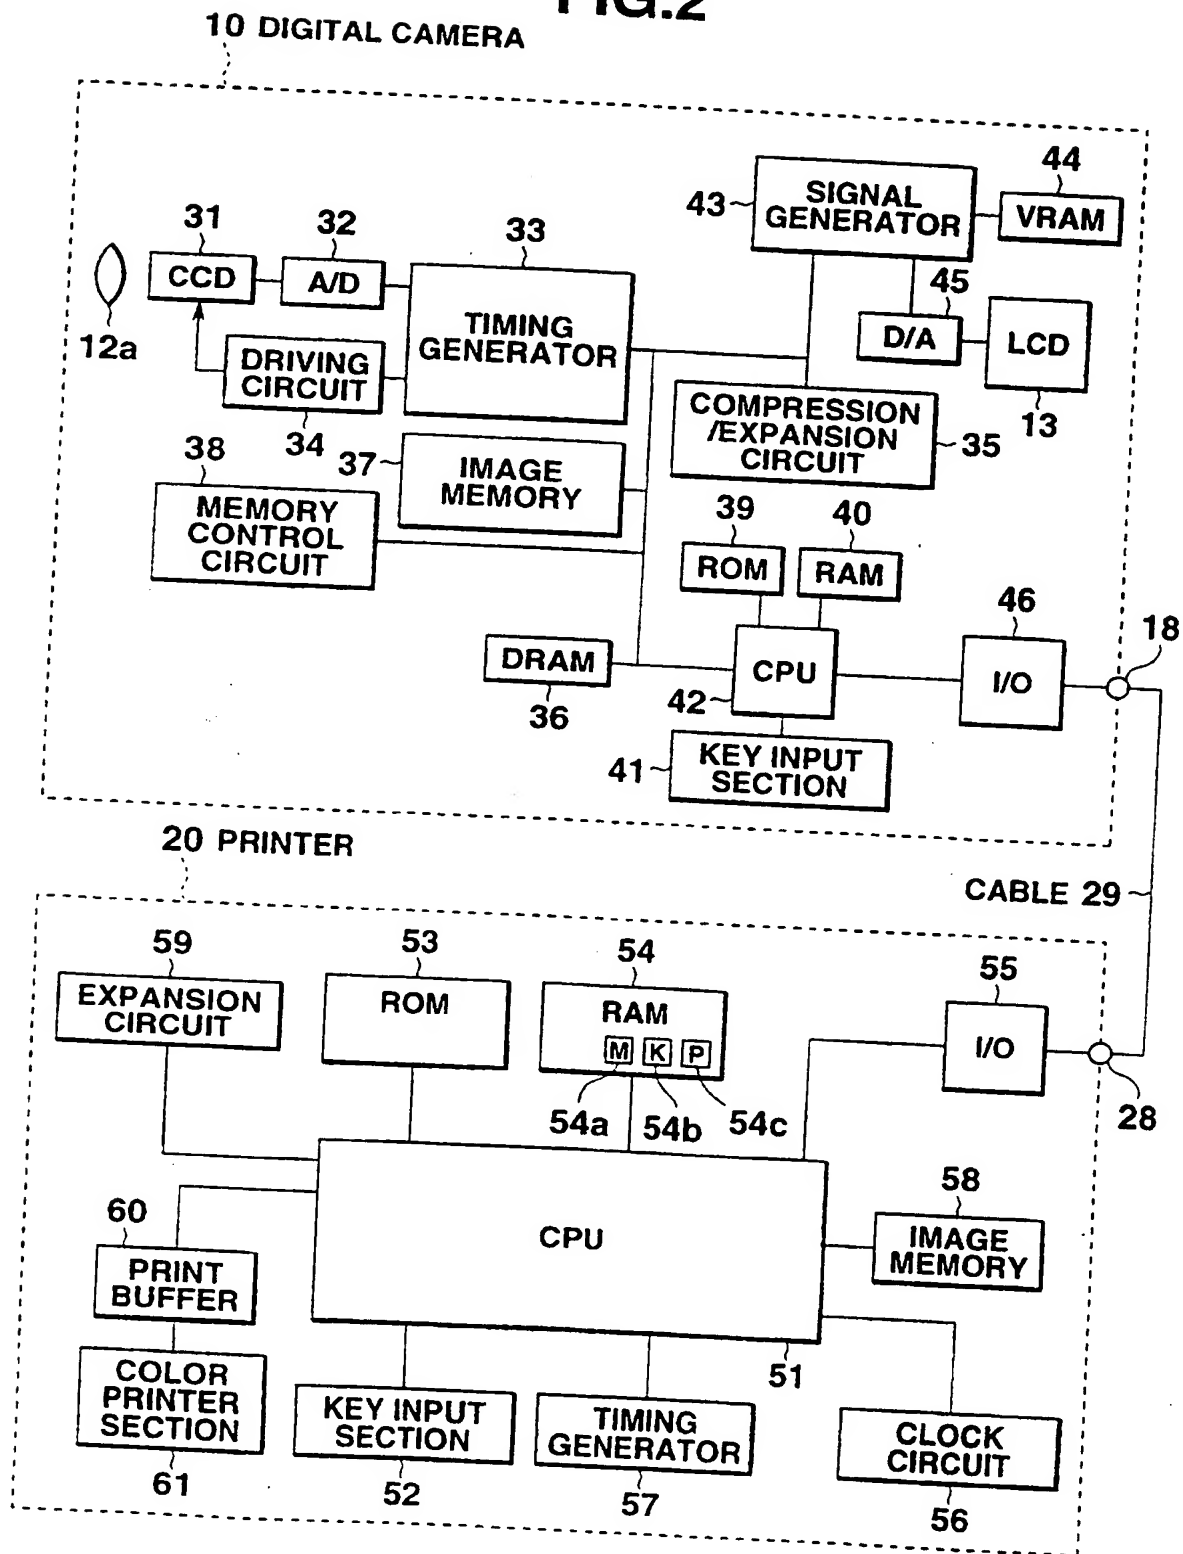 FIG.2
10 DIGITAL CAMERA
44
43
SIGNAL
GENERATOR
VRAM
31
32
33
CCD
A/D
45
12a
TIMING
GENERATOR
D/A
LCD
DRIVING
CIRCUIT
13
34
COMPRESSION
/EXPANSION
CIRCUIT
35
38
37
IMAGE
MEMORY
MEMORY
CONTROL
CIRCUIT
39
40
ROM
RAM
46
18
DRAM
CPU
I/O
36
42
41
KEY INPUT
SECTION
20 PRINTER
CABLE 29
59
53
54
55
EXPANSION
CIRCUIT
ROM
RAM
M K P
I/O
54a
54b
54c
28
58
60
CPU
IMAGE
MEMORY
PRINT
BUFFER
51
COLOR
PRINTER
SECTION
KEY INPUT
SECTION
TIMING
GENERATOR
CLOCK
CIRCUIT
61
52
57
56